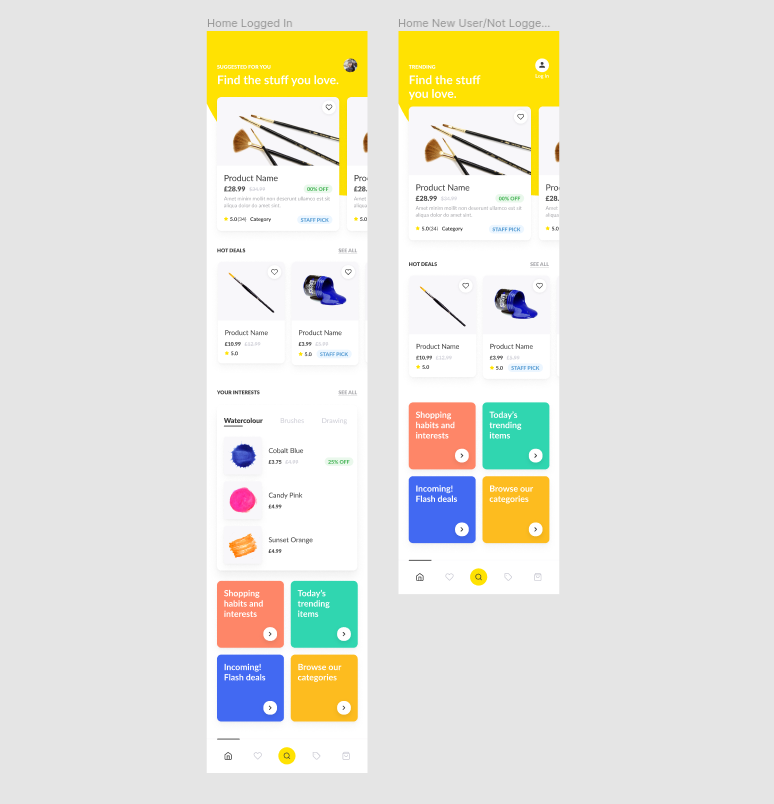 Home Logged In
SUGGESTED FOR YOU
Find the stuff you love.
Product Name
£28.99 £34.99
00% OFF
Amet minim mollit non deserunt ullamco est sit
aliqua dolor do amet sint.
5.0(34) Category
STAFF PICK
Pro
£28.
5.0
HOT DEALS
SEE ALL
Product Name
£10.99 £12.99
5.0
Product Name
£3.99 £5.99
5.0 STAFF PICK
YOUR INTERESTS
SEE ALL
Watercolour Brushes Drawing
Cobalt Blue
£3.75 £4.99
25% OFF
Candy Pink
£4.99
Sunset Orange
£4.99
Shopping
habits and
interests
Today's
trending
items
Incoming!
Flash deals
Browse our
categories
Home New User/Not Logge...
TRENDING
Find the stuff
you love.
Log In
Product Name
£28.99
00% OFF
Amet minim mollit non deserunt ullamco est sit
aliqua dolor do amet sint.
5.0(24) Category
STAFF PICK
Pro
£28.
5.0
HOT DEALS
SEE ALL
Product Name
£10.99 £12.99
5.0
Product Name
£3.99
5.0 STAFF PICK
Shopping
habits and
interests
Today's
trending
items
Incoming!
Flash deals
Browse our
categories